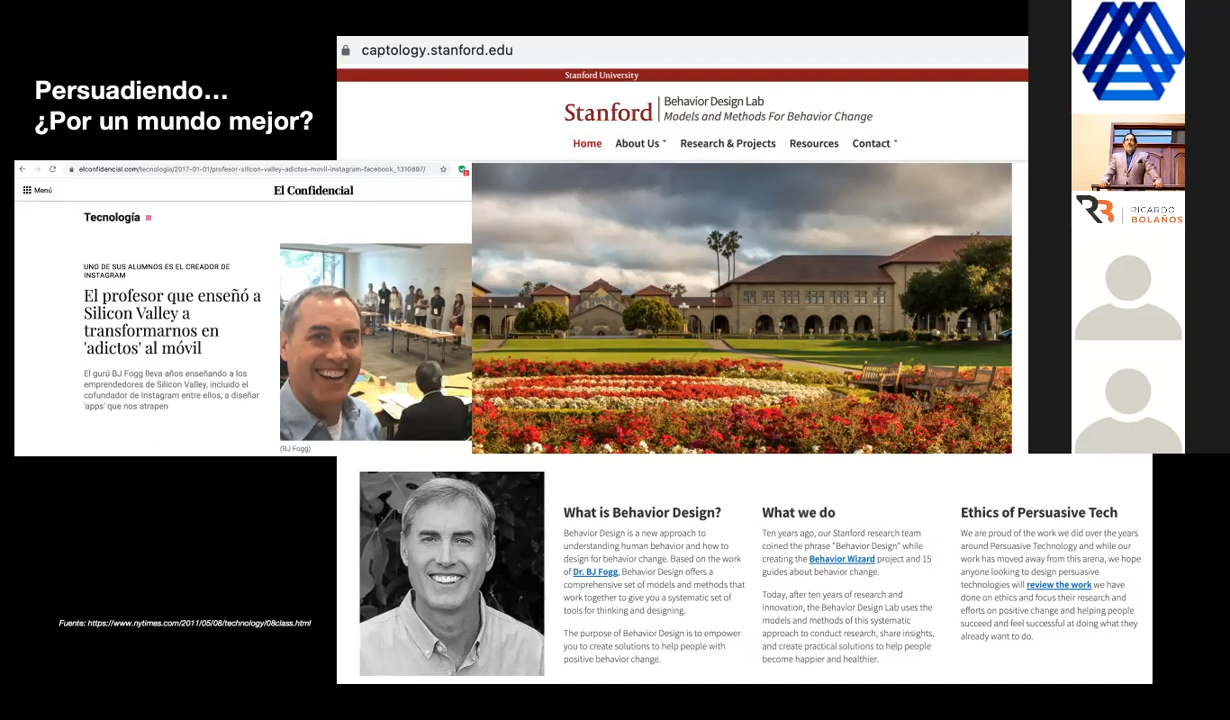 Persuadiendo...
¿Por un mundo mejor?
captology.stanford.edu
Stanford University
Stanford
Behavior Design Lab
Models and Methods For Behavior Change
Home
About Us
Research & Projects
Resources
Contact
elconfidencial.com/tecnologia/2017-01-01/profesor-silicon-valley-adictos-movil-instagram-facebook_1310897/
Menú
El Confidencial
Tecnología
UNO DE SUS ALUMNOS ES EL CREADOR DE
INSTAGRAM
El profesor que enseñó a
Silicon Valley a
transformarnos en
'adictos' al móvil
El gurú BJ Fogg lleva años enseñando a los
emprendedores de Silicon Valley, incluido el
cofundador de Instagram entre ellos, a diseñar
'apps' que nos atrapen
(BJ Fogg)
RICARDO
BOLAÑOS
What is Behavior Design?
Behavior Design is a new approach to
understanding human behavior and how to
design for behavior change. Based on the work
of Dr. BJ Fogg, Behavior Design offers a
comprehensive set of models and methods that
work together to give you a systematic set of
tools for thinking and designing.
The purpose of Behavior Design is to empower
you to create solutions to help people with
positive behavior change.
What we do
Ten years ago, our Stanford research team
coined the phrase "Behavior Design" while
creating the Behavior Wizard project and 15
guides about behavior change.
Today, after ten years of research and
innovation, the Behavior Design Lab uses the
models and methods of this systematic
approach to conduct research, share insights,
and create practical solutions to help people
become happier and healthier.
Ethics of Persuasive Tech
We are proud of the work we did over the years
around Persuasive Technology and while our
work has moved away from this arena, we hope
anyone looking to design persuasive
technologies will review the work we have
done on ethics and focus their research and
efforts on positive change and helping people
succeed and feel successful at doing what they
already want to do.
Fuente: https://www.nytimes.com/2011/05/08/technology/08class.html